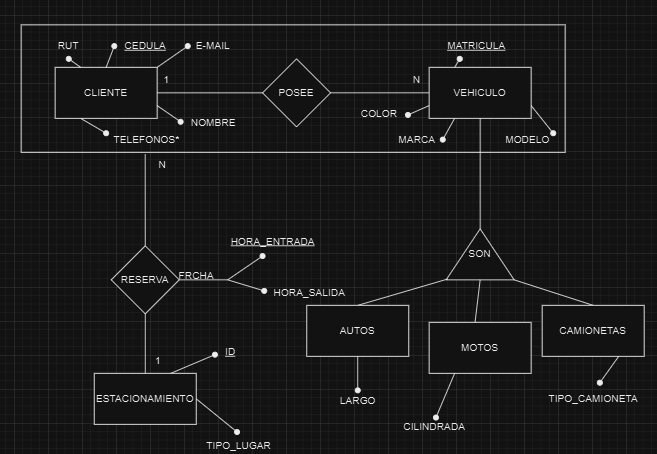 RUT
CEDULA
E-MAIL
MATRICULA
CLIENTE
1
POSEE
N
VEHICULO
COLOR
NOMBRE
TELEFONOS*
MARCA
MODELO
N
HORA_ENTRADA
SON
RESERVA
FRCHA
HORA_SALIDA
AUTOS
MOTOS
CAMIONETAS
1
ID
ESTACIONAMIENTO
LARGO
TIPO_CAMIONETA
CILINDRADA
TIPO_LUGAR